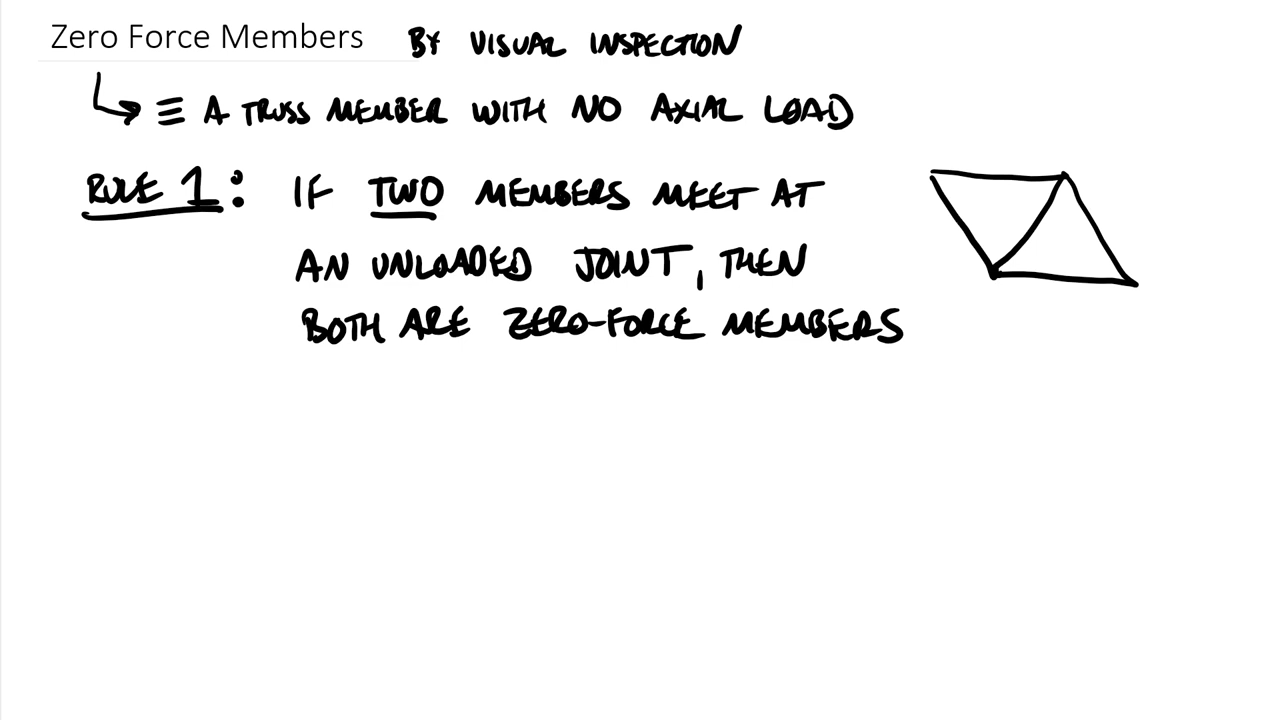 Zero Force Members BY VISUAL INSPECTION
≡ A TRUSS MEMBER WITH NO AXIAL LOAD
RULE 1: IF TWO MEMBERS MEET AT
AN UNLOADED JOINT, THEN
BOTH ARE ZERO-FORCE MEMBERS